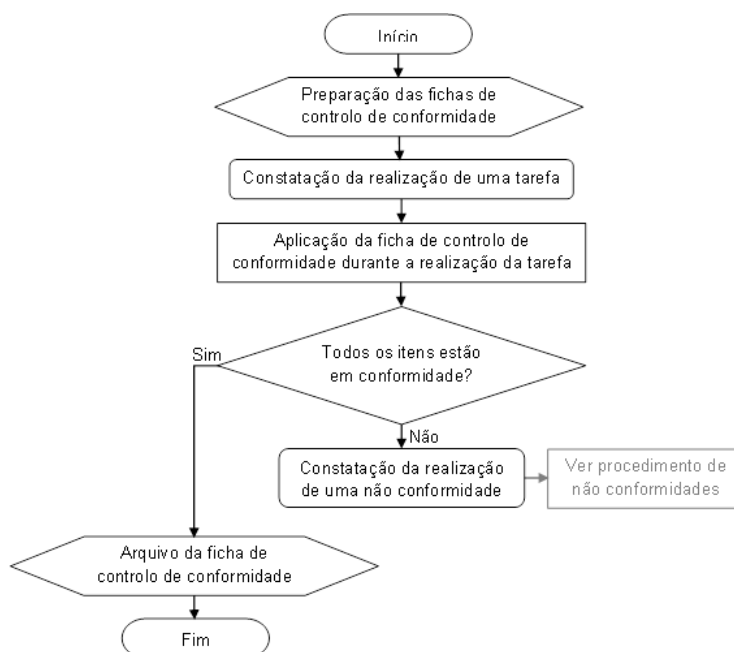 Início
Preparação das fichas de
controlo de conformidade
Constatação da realização de uma tarefa
Aplicação da ficha de controlo de
conformidade durante a realização da tarefa
Todos os itens estão
em conformidade?
Sim
Não
Constatação da realização
de uma não conformidade
Ver procedimento de
não conformidades
Arquivo da ficha de
controlo de conformidade
Fim